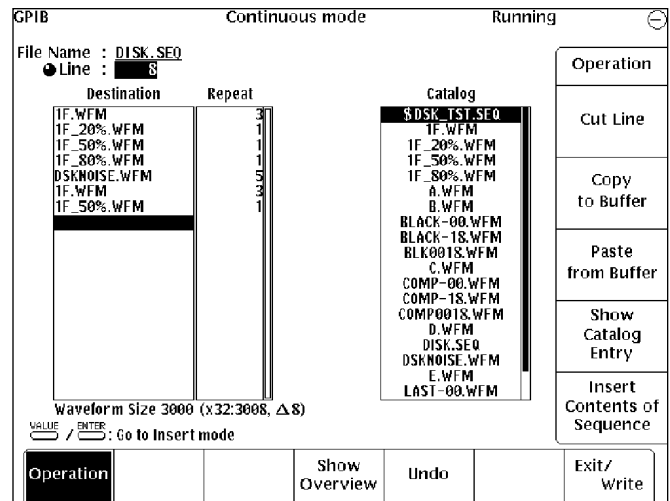 GPIB Continuous mode Running
File Name : DISK.SEQ
Line : 8
Destination Repeat
1F.WFM 3
1F_20%.WFM 1
1F_50%.WFM 1
1F_80%.WFM 1
DSKNOISE.WFM 5
1F.WFM 3
1F_50%.WFM 1
Catalog
$DSK_TST.SEQ
1F.WFM
1F_20%.WFM
1F_50%.WFM
1F_80%.WFM
A.WFM
B.WFM
BLACK-00.WFM
BLACK-18.WFM
BLK0018.WFM
C.WFM
COMP-00.WFM
COMP-18.WFM
COMP0018.WFM
D.WFM
DISK.SEQ
DSKNOISE.WFM
E.WFM
LAST-00.WFM
Waveform Size 3000 (x32:3008, Δ8)
VALUE / ENTER : Go to Insert mode
Operation
Cut Line
Copy
to Buffer
Paste
from Buffer
Show
Catalog
Entry
Insert
Contents of
Sequence
Operation
Show
Overview
Undo
Exit/
Write